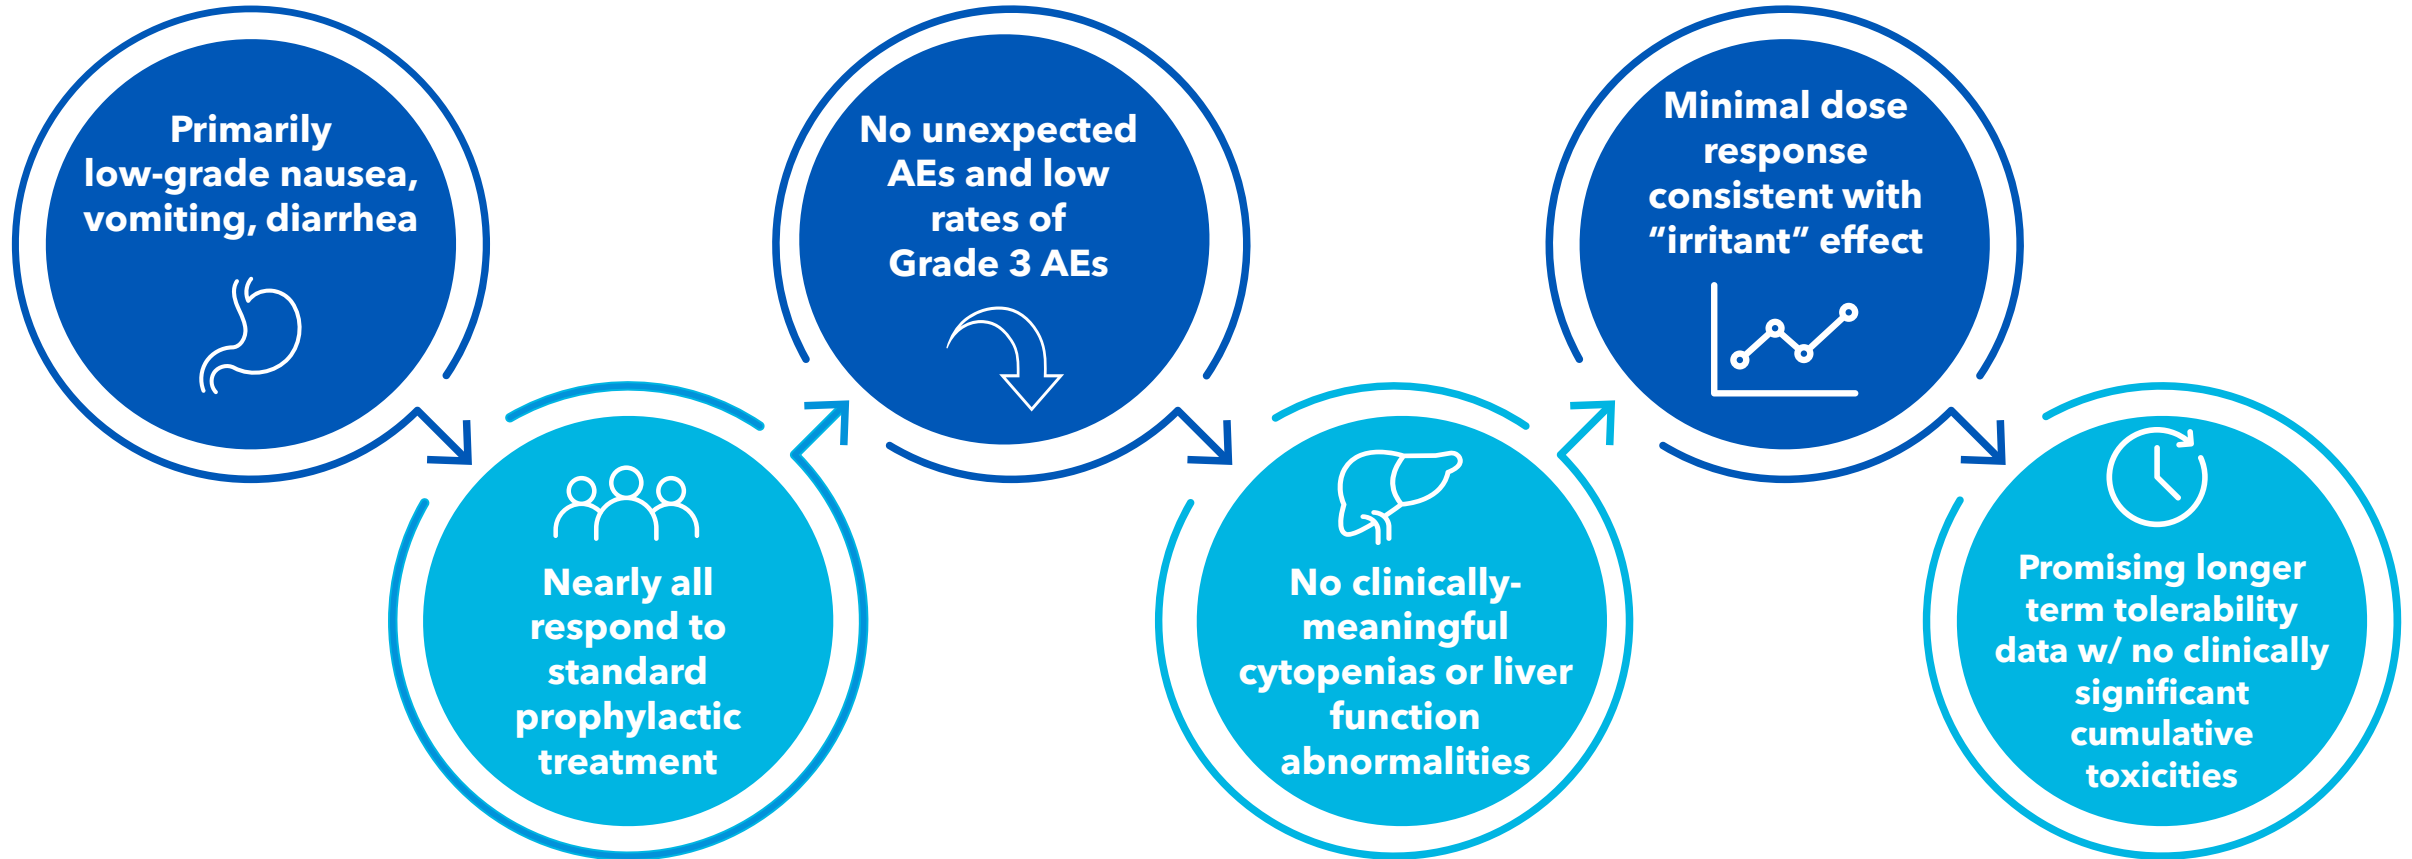 Primarily
low-grade nausea,
vomiting, diarrhea
Nearly all
respond to
standard
prophylactic
treatment
No unexpected
AEs and low
rates of
Grade 3 AEs
No clinically-
meaningful
cytopenias or liver
function
abnormalities
Minimal dose
response
consistent with
“irritant” effect
Promising longer
term tolerability
data w/ no clinically
significant
cumulative
toxicities